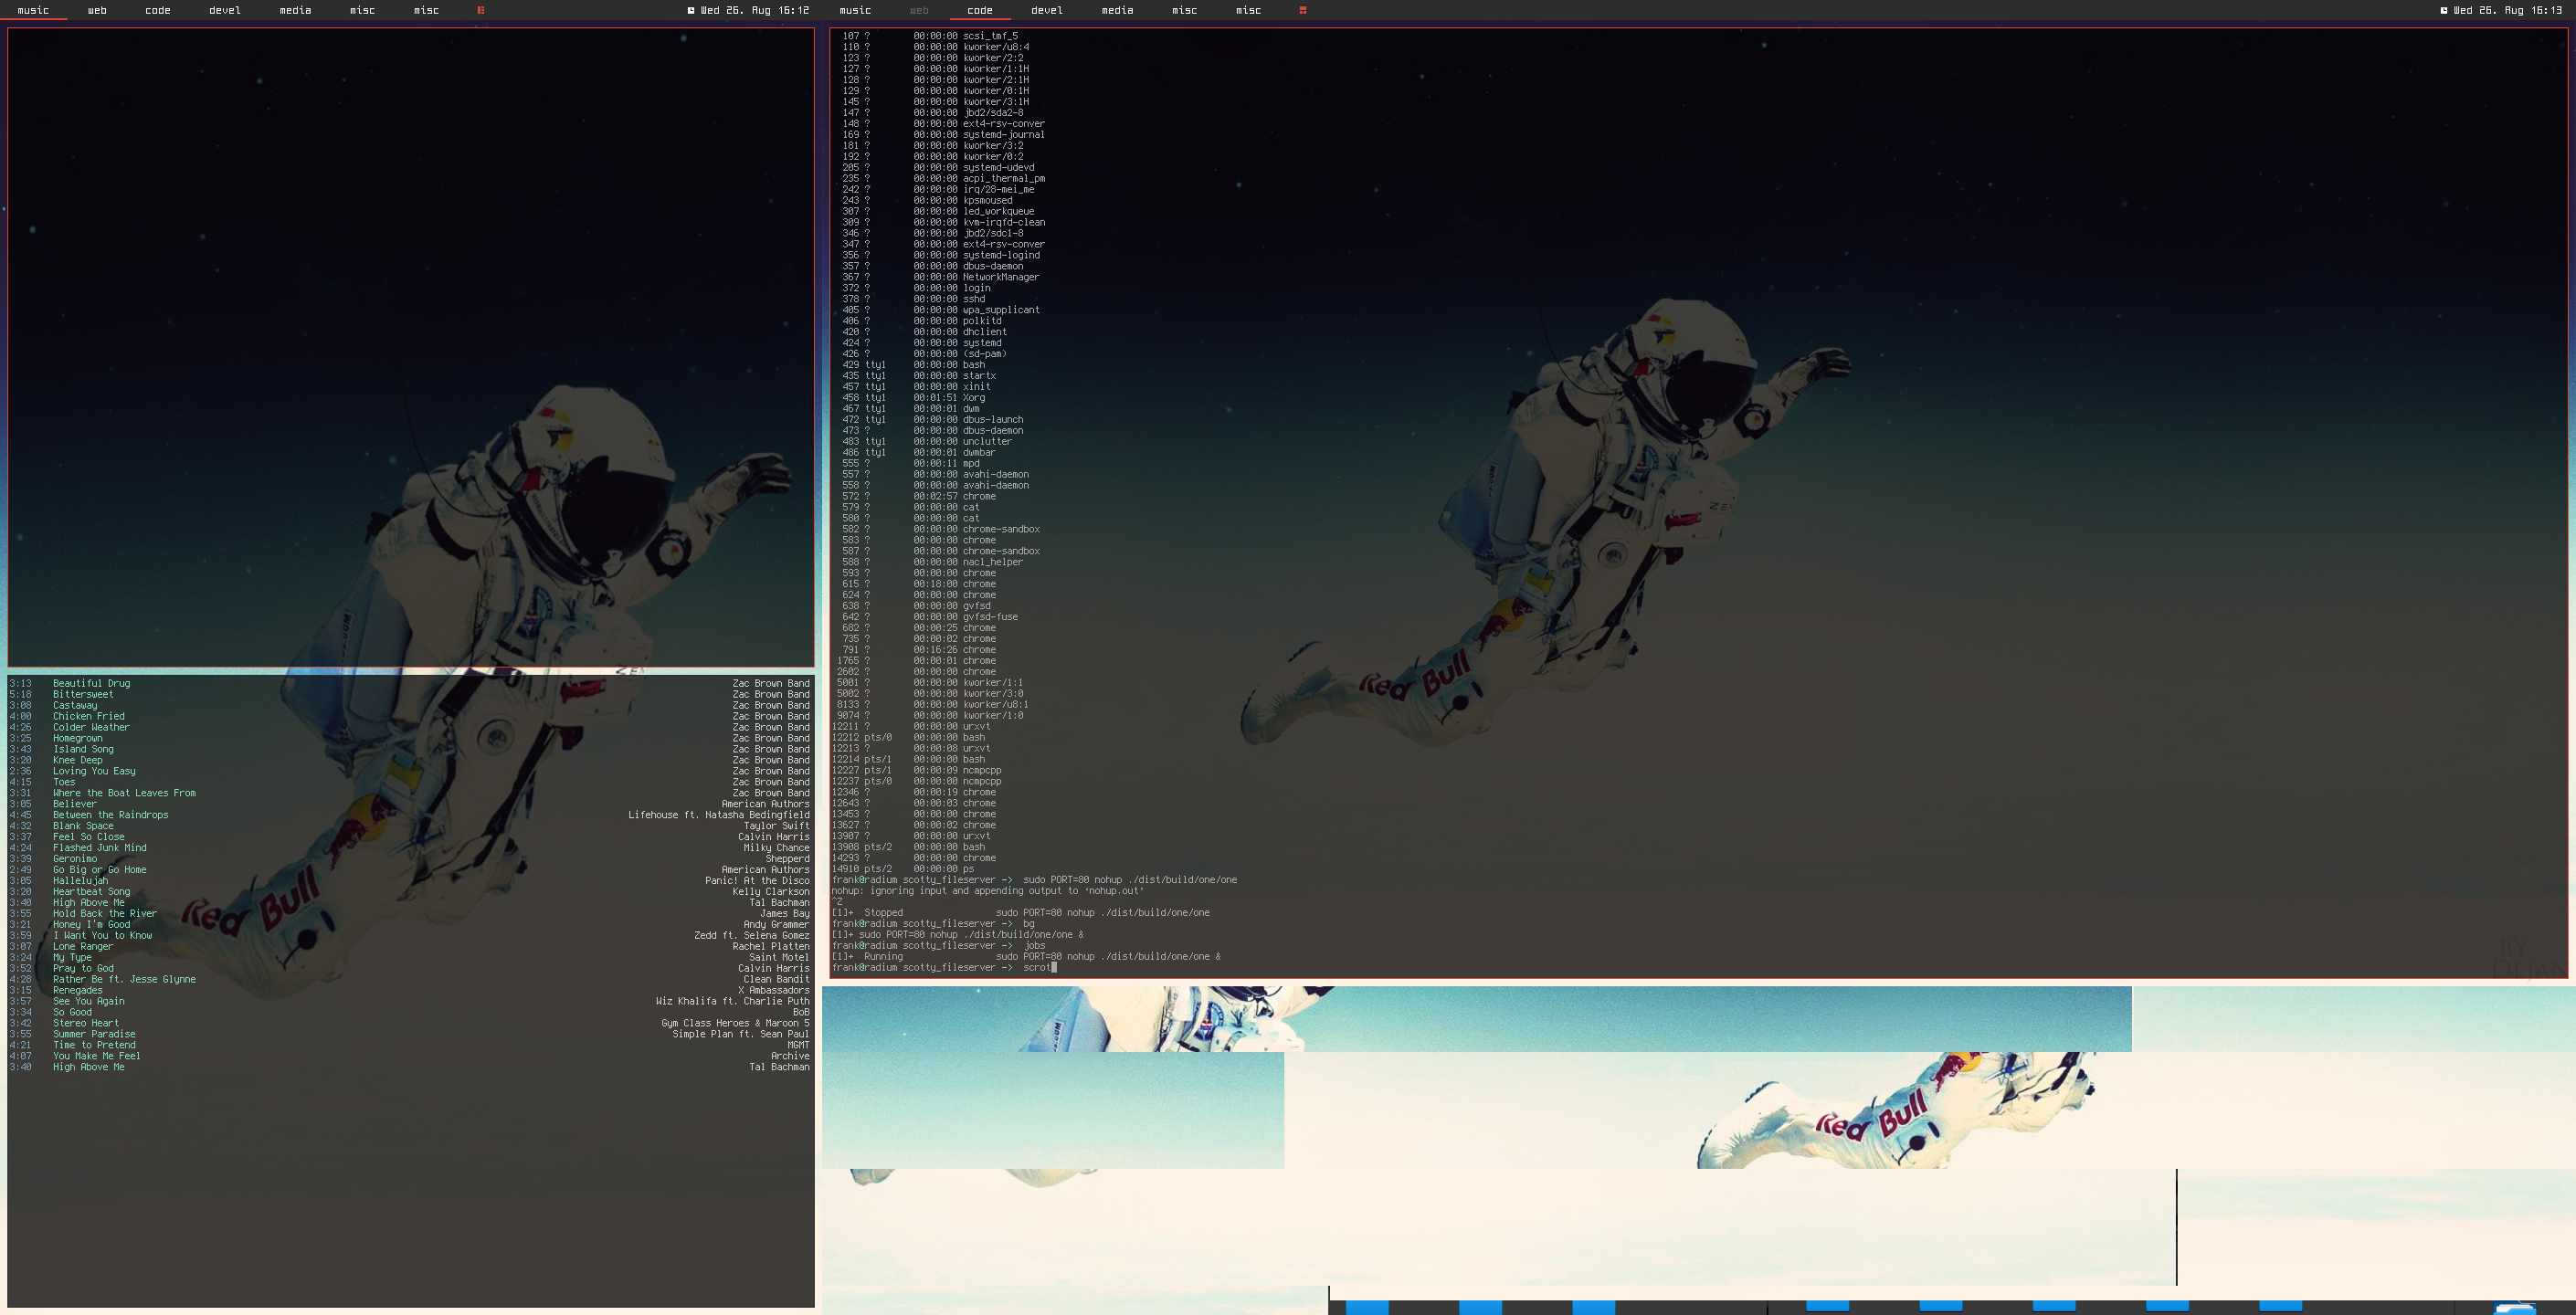 music web code devel media misc misc Wed 26. Aug 16:12
music web code devel media misc misc Wed 26. Aug 16:13
3:13 Beautiful Drug Zac Brown Band
5:18 Bittersweet Zac Brown Band
3:08 Castaway Zac Brown Band
4:00 Chicken Fried Zac Brown Band
4:26 Colder Weather Zac Brown Band
3:25 Homegrown Zac Brown Band
3:43 Island Song Zac Brown Band
3:20 Knee Deep Zac Brown Band
2:36 Loving You Easy Zac Brown Band
4:15 Toes Zac Brown Band
3:31 Where the Boat Leaves From Zac Brown Band
3:05 Believer American Authors
4:45 Between the Raindrops Lifehouse ft. Natasha Bedingfield
4:32 Blank Space Taylor Swift
3:37 Feel So Close Calvin Harris
4:24 Flashed Junk Mind Milky Chance
3:39 Geronimo Shepperd
2:49 Go Big or Go Home American Authors
3:05 Hallelujah Panic! At the Disco
3:20 Heartbeat Song Kelly Clarkson
3:40 High Above Me Tal Bachman
3:55 Hold Back the River James Bay
3:21 Honey I'm Good Andy Grammer
3:59 I Want You to Know Zedd ft. Selena Gomez
3:07 Lone Ranger Rachel Platten
3:24 My Type Saint Motel
3:52 Pray to God Calvin Harris
4:28 Rather Be ft. Jesse Glynne Clean Bandit
3:15 Renegades X Ambassadors
3:57 See You Again Wiz Khalifa ft. Charlie Puth
3:34 So Good BoB
3:42 Stereo Heart Gym Class Heroes & Maroon 5
3:55 Summer Paradise Simple Plan ft. Sean Paul
4:21 Time to Pretend MGMT
4:07 You Make Me Feel Archive
3:40 High Above Me Tal Bachman
107 ? 00:00:00 scsi_tmf_5
110 ? 00:00:00 kworker/u8:4
123 ? 00:00:00 kworker/2:2
127 ? 00:00:00 kworker/1:1H
128 ? 00:00:00 kworker/2:1H
129 ? 00:00:00 kworker/0:1H
145 ? 00:00:00 kworker/3:1H
147 ? 00:00:00 jbd2/sda2-8
148 ? 00:00:00 ext4-rsv-conver
169 ? 00:00:00 systemd-journal
181 ? 00:00:00 kworker/3:2
192 ? 00:00:00 kworker/0:2
205 ? 00:00:00 systemd-udevd
235 ? 00:00:00 acpi_thermal_pm
242 ? 00:00:00 irq/28-mei_me
243 ? 00:00:00 kpsmoused
307 ? 00:00:00 led_workqueue
309 ? 00:00:00 kvm-irqfd-clean
346 ? 00:00:00 jbd2/sdc1-8
347 ? 00:00:00 ext4-rsv-conver
356 ? 00:00:00 systemd-logind
357 ? 00:00:00 dbus-daemon
367 ? 00:00:00 NetworkManager
372 ? 00:00:00 login
378 ? 00:00:00 sshd
405 ? 00:00:00 wpa_supplicant
406 ? 00:00:00 polkitd
420 ? 00:00:00 dhclient
424 ? 00:00:00 systemd
426 ? 00:00:00 (sd-pam)
429 tty1 00:00:00 bash
435 tty1 00:00:00 startx
457 tty1 00:00:00 xinit
458 tty1 00:01:51 Xorg
467 tty1 00:00:01 dwm
472 tty1 00:00:00 dbus-launch
473 ? 00:00:00 dbus-daemon
483 tty1 00:00:00 unclutter
486 tty1 00:00:01 dwmbar
555 ? 00:00:11 mpd
557 ? 00:00:00 avahi-daemon
558 ? 00:00:00 avahi-daemon
572 ? 00:02:57 chrome
579 ? 00:00:00 cat
580 ? 00:00:00 cat
582 ? 00:00:00 chrome-sandbox
583 ? 00:00:00 chrome
587 ? 00:00:00 chrome-sandbox
588 ? 00:00:00 nacl_helper
593 ? 00:00:00 chrome
615 ? 00:18:00 chrome
624 ? 00:00:00 chrome
638 ? 00:00:00 gvfsd
642 ? 00:00:00 gvfsd-fuse
682 ? 00:00:25 chrome
735 ? 00:00:02 chrome
791 ? 00:16:26 chrome
1765 ? 00:00:01 chrome
2602 ? 00:00:00 chrome
5001 ? 00:00:00 kworker/1:1
5002 ? 00:00:00 kworker/3:0
8133 ? 00:00:00 kworker/u8:1
9074 ? 00:00:00 kworker/1:0
12211 ? 00:00:00 urxvt
12212 pts/0 00:00:00 bash
12213 ? 00:00:08 urxvt
12214 pts/1 00:00:00 bash
12227 pts/1 00:00:09 ncmpcpp
12237 pts/0 00:00:00 ncmpcpp
12346 ? 00:00:19 chrome
12643 ? 00:00:03 chrome
13453 ? 00:00:00 chrome
13627 ? 00:00:02 chrome
13907 ? 00:00:00 urxvt
13908 pts/2 00:00:00 bash
14293 ? 00:00:00 chrome
14910 pts/2 00:00:00 ps
frank@radium scotty_fileserver -> sudo PORT=80 nohup ./dist/build/one/one
nohup: ignoring input and appending output to ‘nohup.out’
^Z
[1]+ Stopped sudo PORT=80 nohup ./dist/build/one/one
frank@radium scotty_fileserver -> bg
[1]+ sudo PORT=80 nohup ./dist/build/one/one &
frank@radium scotty_fileserver -> jobs
[1]+ Running sudo PORT=80 nohup ./dist/build/one/one &
frank@radium scotty_fileserver -> scrot
Red Bull
Red Bull
BY
DEJAN
Red Bull